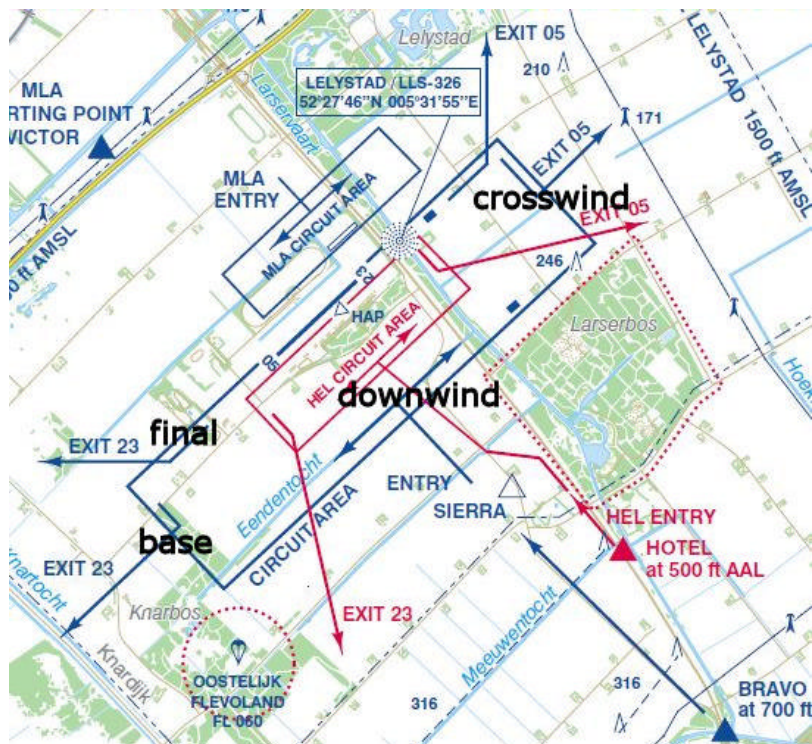 Lelystad
EXIT 05
210
LELYSTAD / LLS-326
52°27'46"N 005°31'55"E
MLA
RTING POINT
VICTOR
Larservaart
171
LELYSTAD 1500 ft AMSL
EXIT 05
crosswind
MLA
ENTRY
MLA CIRCUIT AREA
EXIT 05
0 ft AMSL
23
246
HAP
Larserbos
HEL CIRCUIT AREA
05
Hoek
downwind
final
EXIT 23
ENTRY
Eendentocht
SIERRA
CIRCUIT AREA
HEL ENTRY
base
HOTEL
at 500 ft AAL
EXIT 23
Knartocht
Knarbos
EXIT 23
Meeuwentocht
Knardijk
OOSTELIJK
FLEVOLAND
FL 060
316
316
BRAVO
at 700 ft